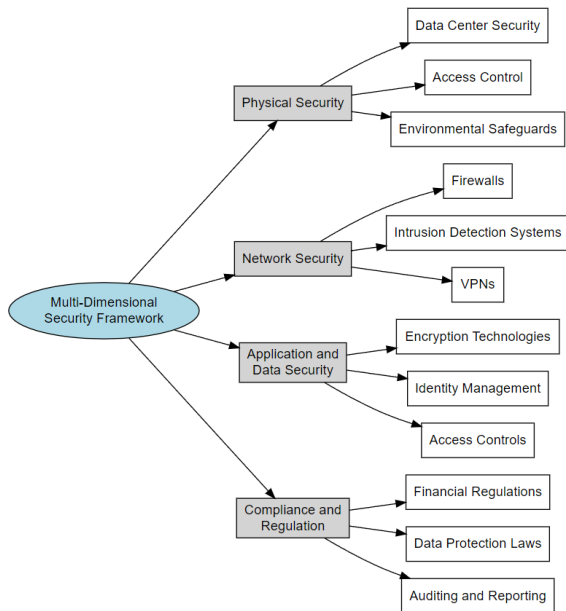 Data Center Security
Access Control
Physical Security
Environmental Safeguards
Firewalls
Intrusion Detection Systems
Network Security
VPNs
Multi-Dimensional
Security Framework
Encryption Technologies
Application and
Data Security
Identity Management
Access Controls
Financial Regulations
Compliance and
Regulation
Data Protection Laws
Auditing and Reporting